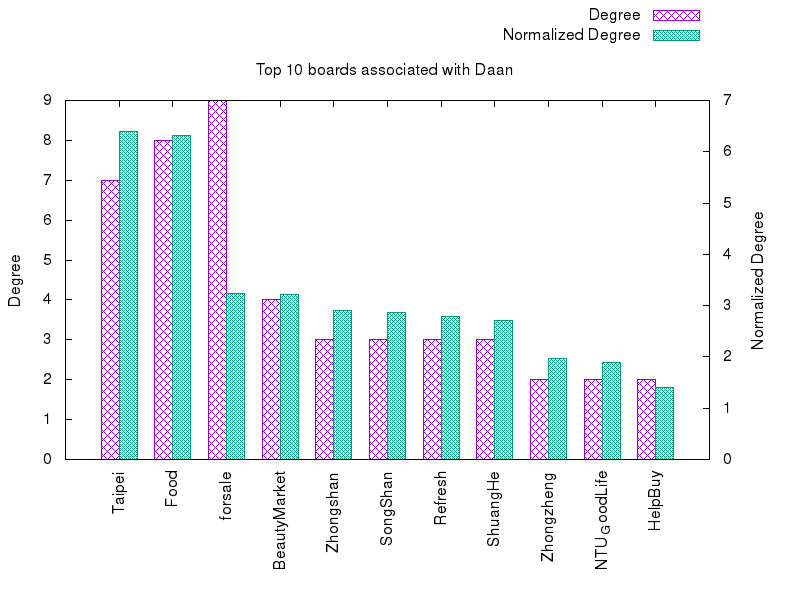 Degree
Normalized Degree
Top 10 boards associated with Daan
9
8
7
6
5
4
3
2
1
0
Degree
7
6
5
4
3
2
1
0
Normalized Degree
Taipei
Food
forsale
BeautyMarket
Zhongshan
SongShan
Refresh
ShuangHe
Zhongzheng
NTU_GoodLife
HelpBuy